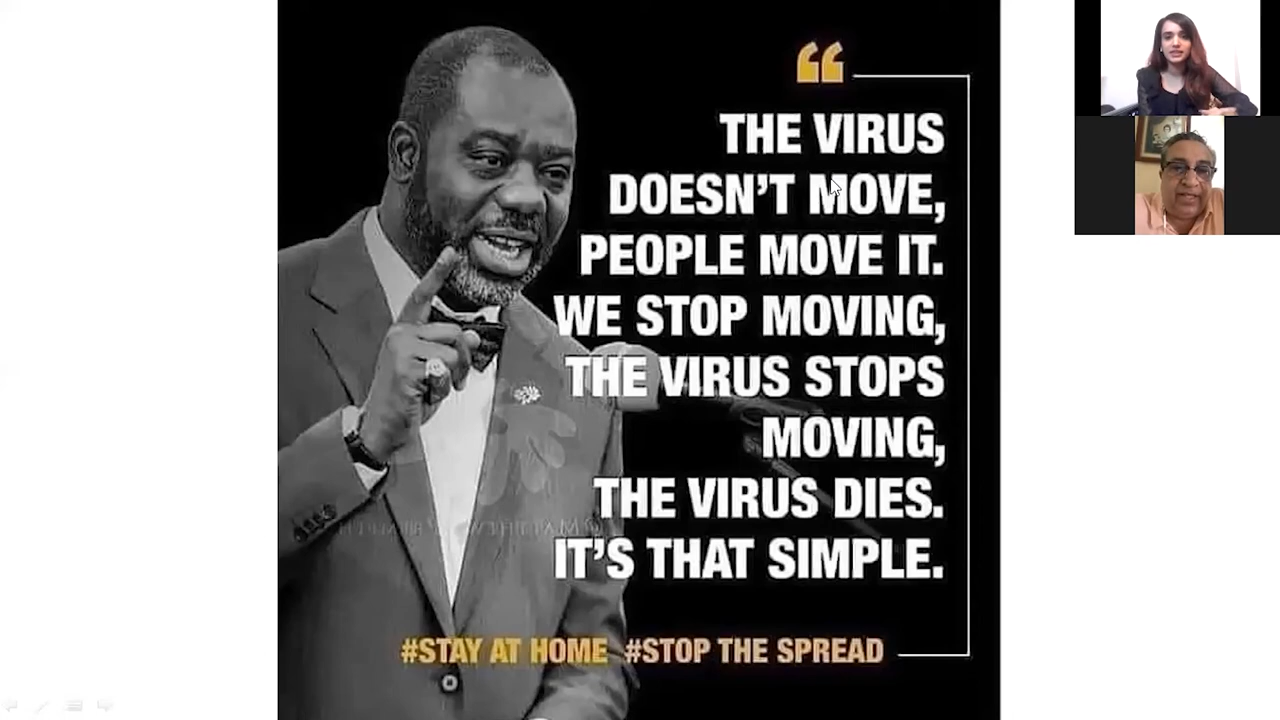 THE VIRUS
DOESN'T MOVE,
PEOPLE MOVE IT.
WE STOP MOVING,
THE VIRUS STOPS
MOVING,
THE VIRUS DIES.
IT'S THAT SIMPLE.
#STAY AT HOME #STOP THE SPREAD